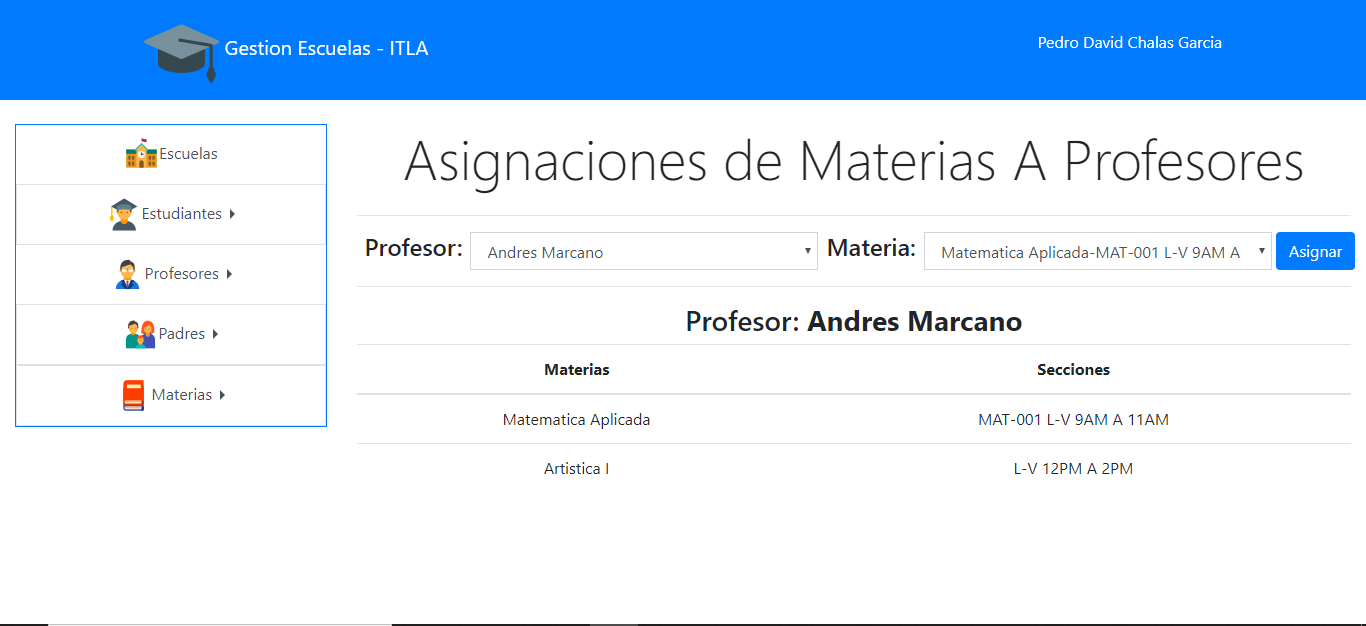 Gestion Escuelas - ITLA
Pedro David Chalas Garcia
Escuelas
Estudiantes
Profesores
Padres
Materias
Asignaciones de Materias A Profesores
Profesor: Andres Marcano Materia: Matematica Aplicada-MAT-001 L-V 9AM A Asignar
Profesor: Andres Marcano
Materias Secciones
Matematica Aplicada MAT-001 L-V 9AM A 11AM
Artistica I L-V 12PM A 2PM